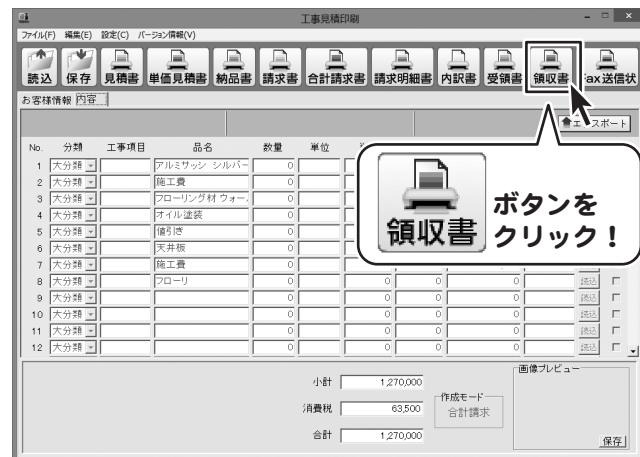 工事見積印刷
ファイル(F) 編集(E) 設定(C) バージョン情報(V)
読込 保存 見積書 単価見積書 納品書 請求書 合計請求書 請求明細書 内訳書 受領書 領収書 ax送信状
お客様情報 内容
エ スポート
No. 分類 工事項目 品名 数量 単位
1 大分類 アルミサッシ シルバー 0
2 大分類 施工費 0
3 大分類 フローリング材 ウォー 0
4 大分類 オイル塗装 0
5 大分類 値引き 0
6 大分類 天井板 0
7 大分類 施工費 0
8 大分類 フローリ 0 0 0 0 読込
9 大分類 0 0 0 0 読込
10 大分類 0 0 0 0 読込
11 大分類 0 0 0 0 読込
12 大分類 0 0 0 0 読込
領収書
ボタンを
クリック！
小計 1,270,000
消費税 63,500
合計 1,270,000
作成モード
合計請求
画像プレビュー
保存